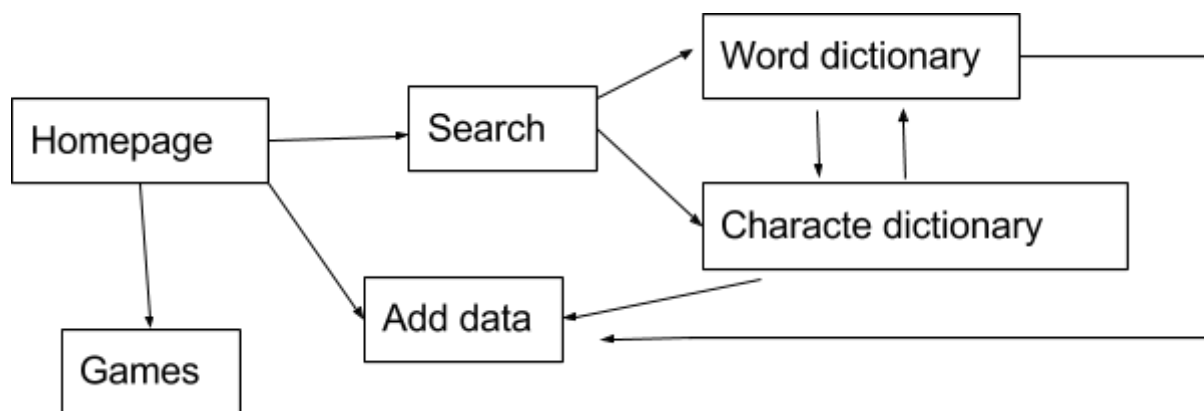 Word dictionary
Homepage
Search
Characte dictionary
Add data
Games